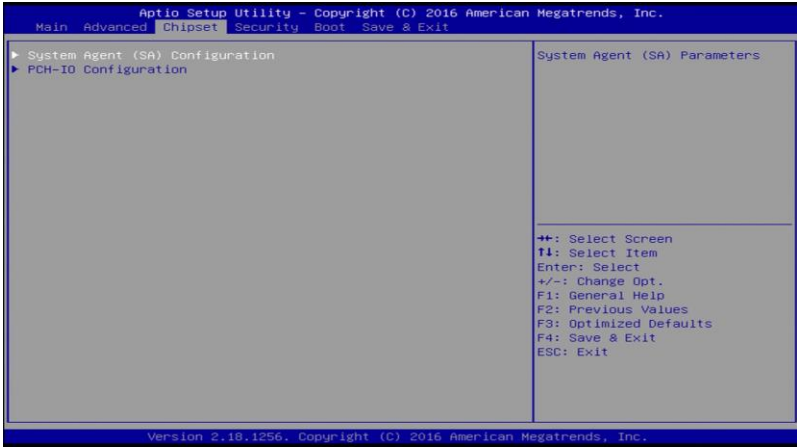 Aptio Setup Utility – Copyright (C) 2016 American Megatrends, Inc.
Main Advanced Chipset Security Boot Save & Exit
▶ System Agent (SA) Configuration
▶ PCH-IO Configuration
System Agent (SA) Parameters
→←: Select Screen
↑↓: Select Item
Enter: Select
+/-: Change Opt.
F1: General Help
F2: Previous Values
F3: Optimized Defaults
F4: Save & Exit
ESC: Exit
Version 2.18.1256. Copyright (C) 2016 American Megatrends, Inc.